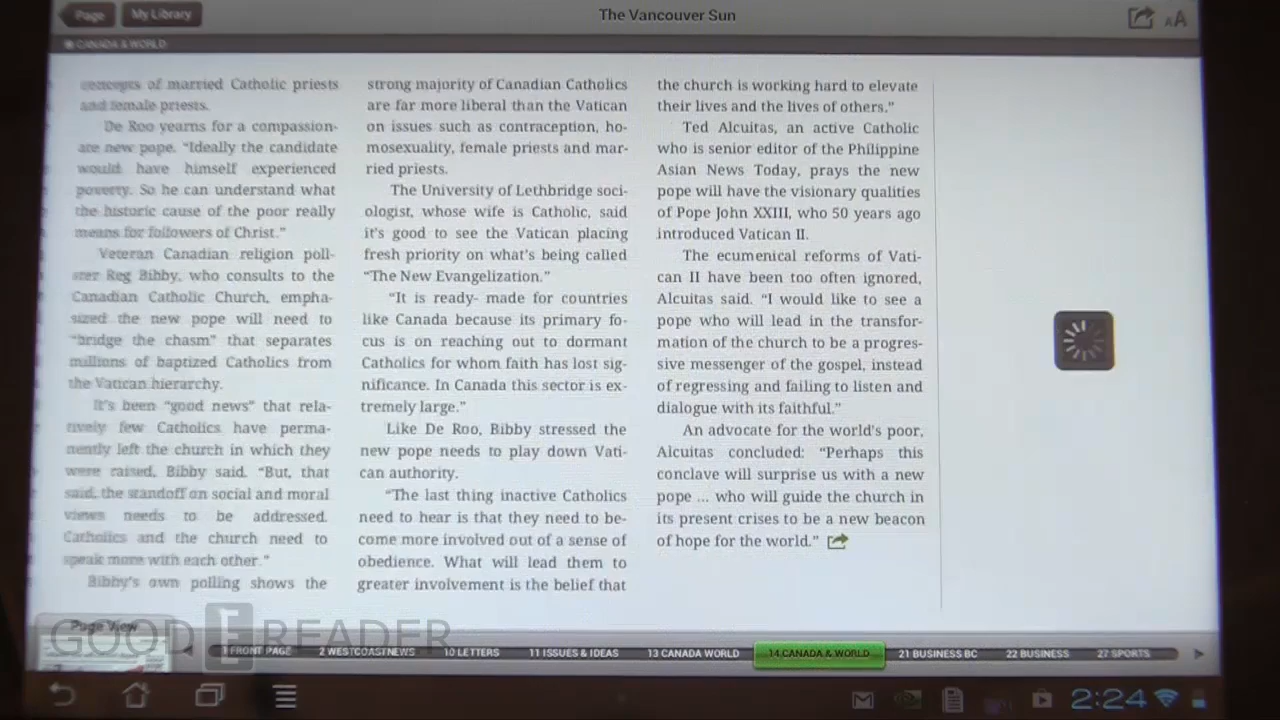 Page
My Library
The Vancouver Sun
AA
CANADA & WORLD
concepts of married Catholic priests
and female priests.
De Roo yearns for a compassion-
ate new pope. "Ideally the candidate
would have himself experienced
poverty. So he can understand what
the historic cause of the poor really
means for followers of Christ."
Veteran Canadian religion poll-
ster Reg Bibby, who consults to the
Canadian Catholic Church, empha-
sized the new pope will need to
"bridge the chasm" that separates
millions of baptized Catholics from
the Vatican hierarchy.
It's been "good news" that rela-
tively few Catholics have perma-
nently left the church in which they
were raised, Bibby said. "But, that
said, the standoff on social and moral
views needs to be addressed.
Catholics and the church need to
speak more with each other."
Bibby's own polling shows the
strong majority of Canadian Catholics
are far more liberal than the Vatican
on issues such as contraception, ho-
mosexuality, female priests and mar-
ried priests.
The University of Lethbridge soci-
ologist, whose wife is Catholic, said
it's good to see the Vatican placing
fresh priority on what's being called
"The New Evangelization."
"It is ready- made for countries
like Canada because its primary fo-
cus is on reaching out to dormant
Catholics for whom faith has lost sig-
nificance. In Canada this sector is ex-
tremely large."
Like De Roo, Bibby stressed the
new pope needs to play down Vati-
can authority.
"The last thing inactive Catholics
need to hear is that they need to be-
come more involved out of a sense of
obedience. What will lead them to
greater involvement is the belief that
the church is working hard to elevate
their lives and the lives of others."
Ted Alcuitas, an active Catholic
who is senior editor of the Philippine
Asian News Today, prays the new
pope will have the visionary qualities
of Pope John XXIII, who 50 years ago
introduced Vatican II.
The ecumenical reforms of Vati-
can II have been too often ignored,
Alcuitas said. "I would like to see a
pope who will lead in the transfor-
mation of the church to be a progres-
sive messenger of the gospel, instead
of regressing and failing to listen and
dialogue with its faithful."
An advocate for the world's poor,
Alcuitas concluded: "Perhaps this
conclave will surprise us with a new
pope ... who will guide the church in
its present crises to be a new beacon
of hope for the world."
Page View
GOOD E READER
1 FRONT PAGE
2 WESTCOAST NEWS
10 LETTERS
11 ISSUES & IDEAS
13 CANADA WORLD
14 CANADA & WORLD
21 BUSINESS BC
22 BUSINESS
27 SPORTS
2:24